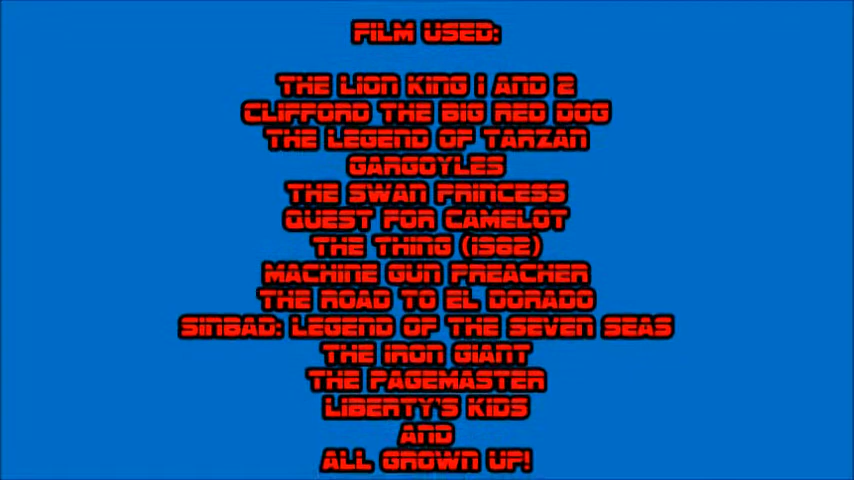 FILM USED:
THE LION KING 1 AND 2
CLIFFORD THE BIG RED DOG
THE LEGEND OF TARZAN
GARGOYLES
THE SWAN PRINCESS
QUEST FOR CAMELOT
THE THING (1982)
MACHINE GUN PREACHER
THE ROAD TO EL DORADO
SINBAD: LEGEND OF THE SEVEN SEAS
THE IRON GIANT
THE PAGEMASTER
LIBERTY'S KIDS
AND
ALL GROWN UP!